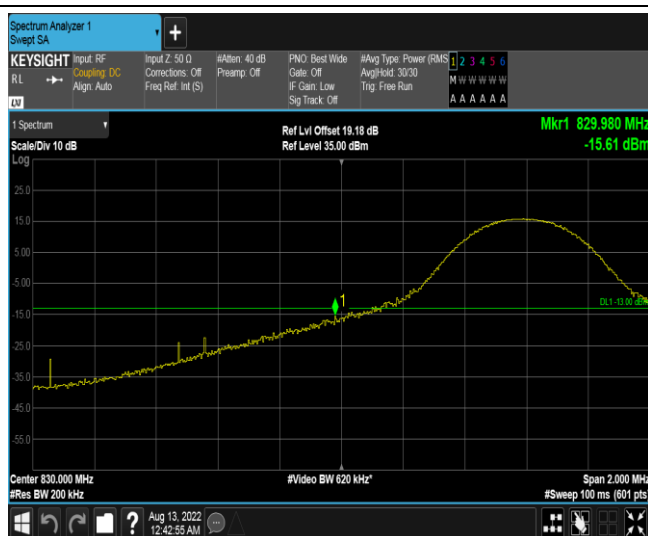 Spectrum Analyzer 1
Swept SA
+
KEYSIGHT
RL
Input: RF
Coupling: DC
Align: Auto
Input Z: 50 Ω
Corrections: Off
Freq Ref: Int (S)
#Atten: 40 dB
Preamp: Off
PNO: Best Wide
Gate: Off
IF Gain: Low
Sig Track: Off
#Avg Type: Power (RMS
Avg|Hold: 30/30
Trig: Free Run
1 2 3 4 5 6
M W W W W W
A A A A A A
1 Spectrum
Scale/Div 10 dB
Ref Lvl Offset 19.18 dB
Ref Level 35.00 dBm
Mkr1 829.980 MHz
-15.61 dBm
Log
25.0
15.0
5.00
-5.00
1
DL1 -13.00 dBm
-15.0
-25.0
-35.0
-45.0
-55.0
Center 830.000 MHz
#Res BW 200 kHz
#Video BW 620 kHz*
Span 2.000 MHz
#Sweep 100 ms (601 pts)
?
Aug 13, 2022
12:42:55 AM